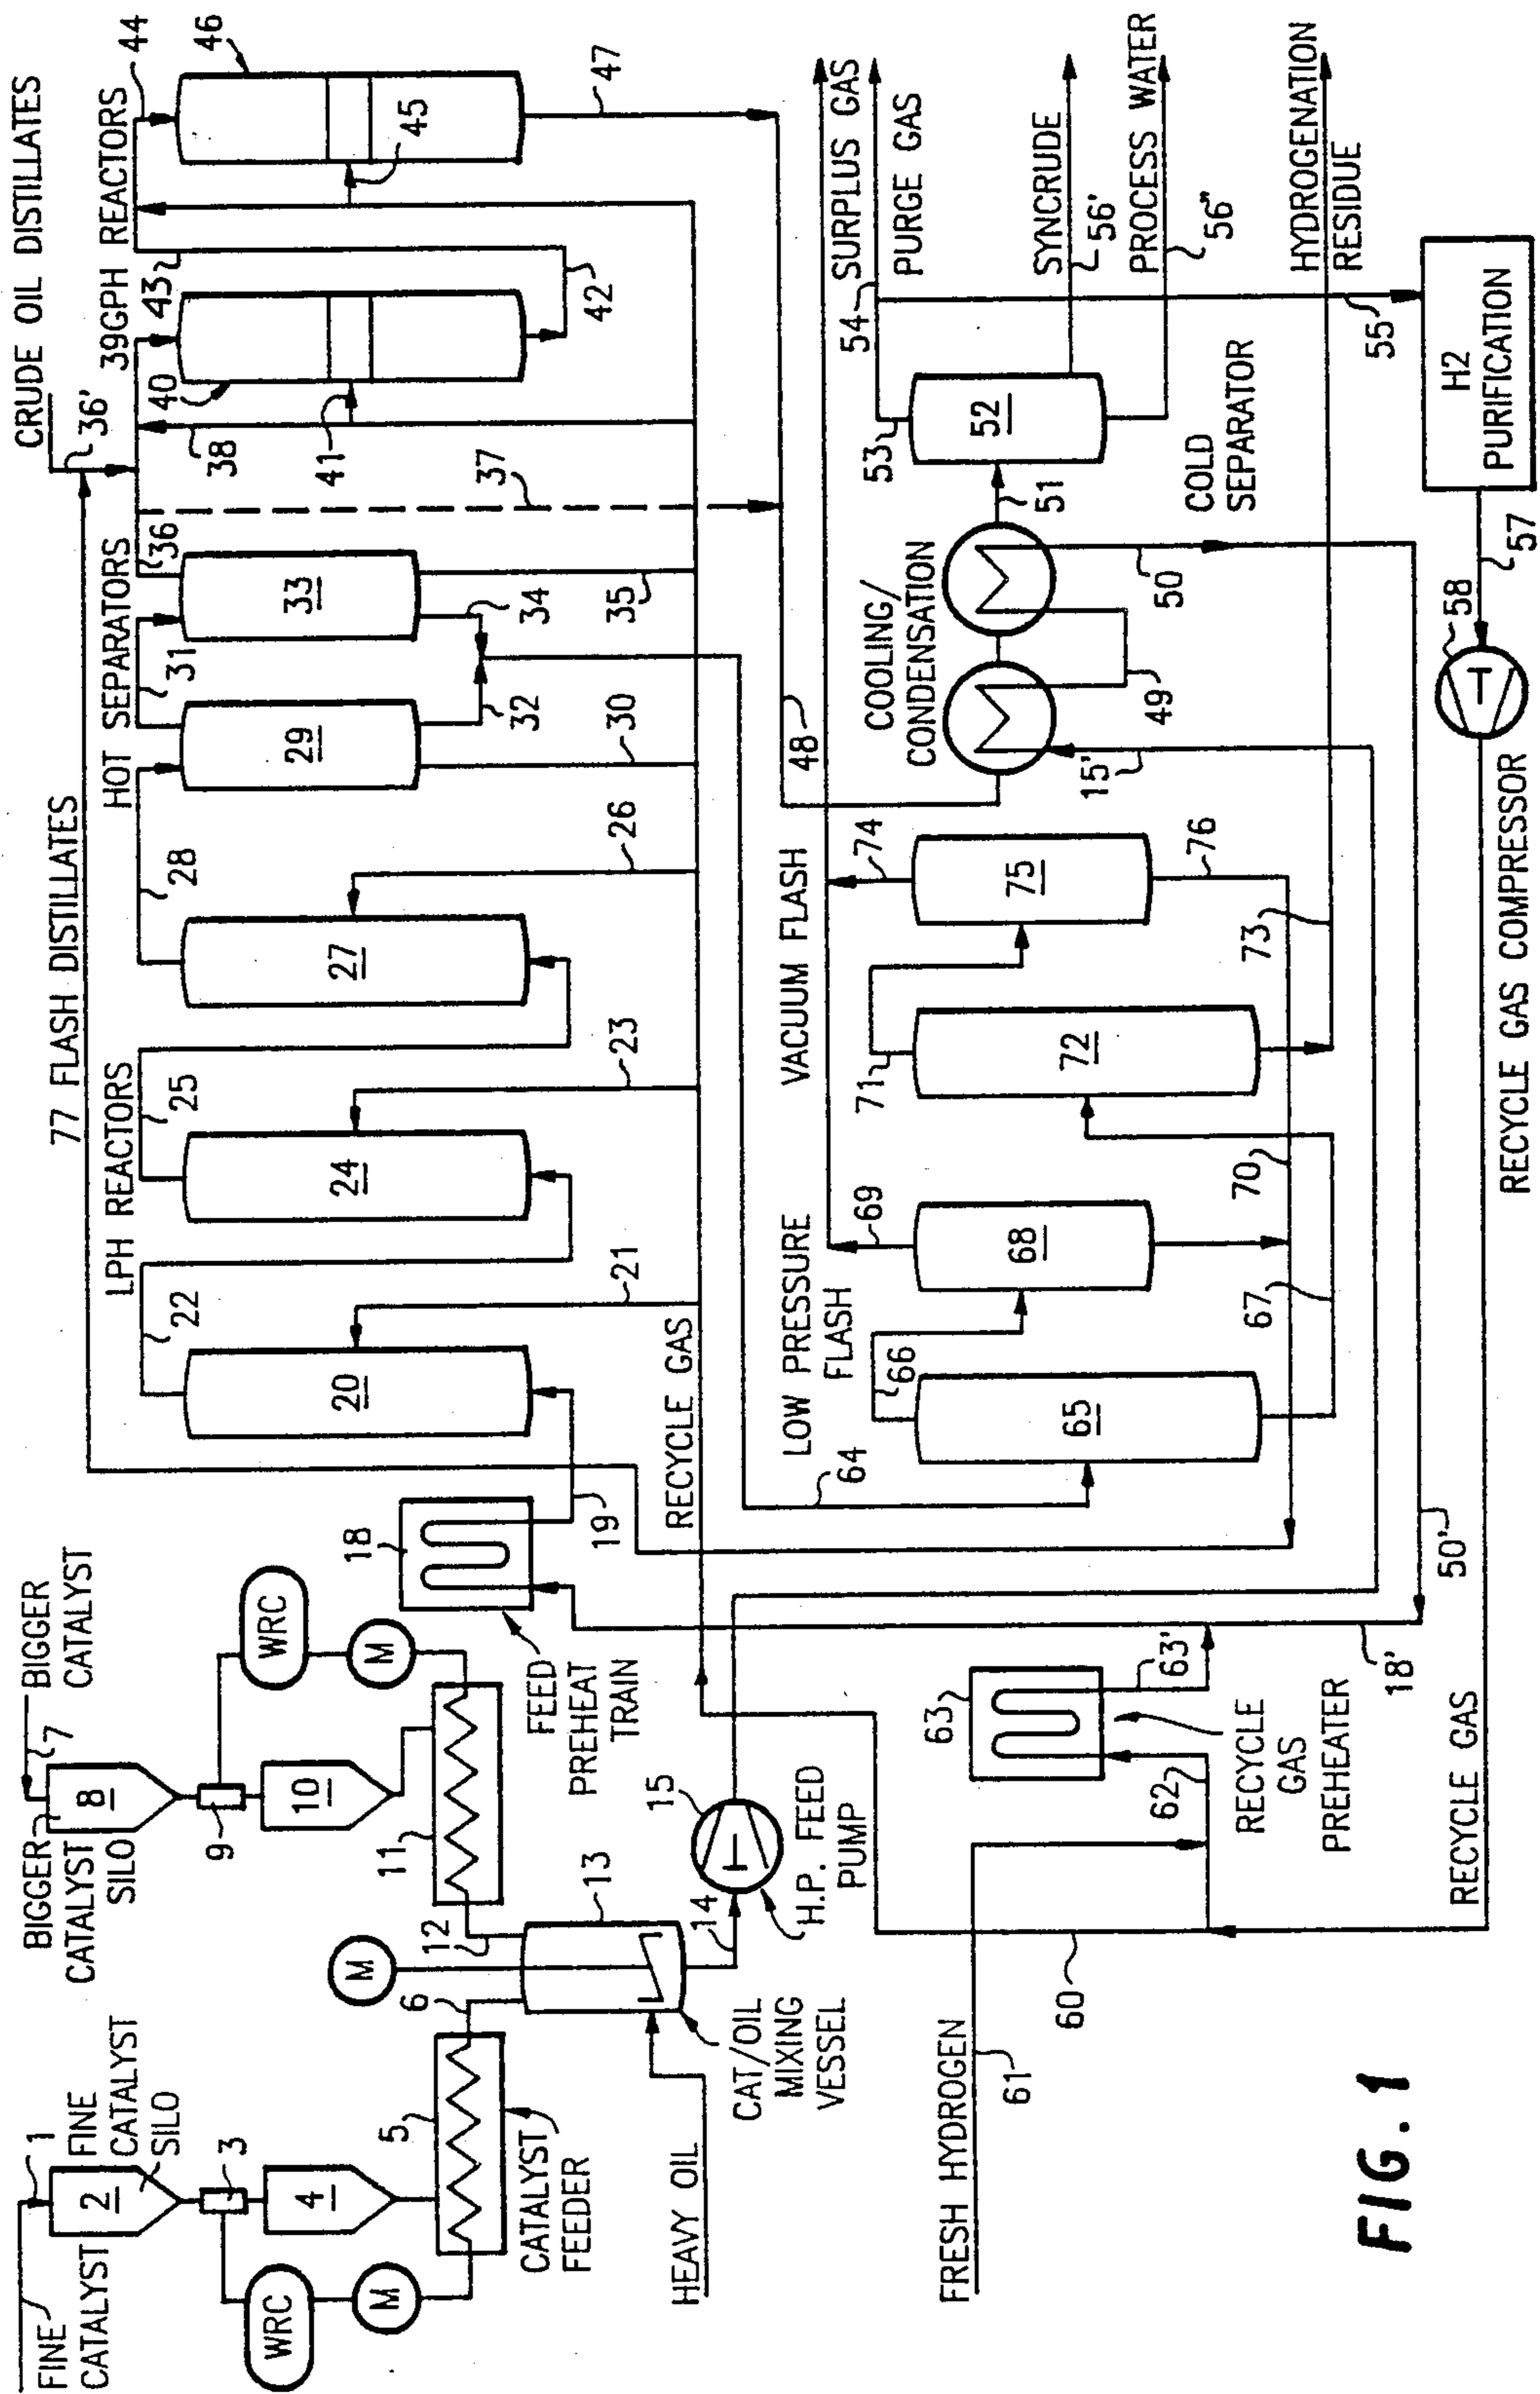 CRUDE OIL DISTILLATES
36'
77 FLASH DISTILLATES
LPH REACTORS
HOT SEPARATORS
39
GPH REACTORS
44
46
43
40
45
47
42
41
38
37
36
33
31
29
34
35
32
30
28
27
26
25
24
23
22
20
21
19
18
FEED
PREHEAT
TRAIN
RECYCLE GAS
FINE
CATALYST
1
2
FINE
CATALYST
SILO
3
4
WRC
M
5
CATALYST
FEEDER
6
M
BIGGER
CATALYST
7
BIGGER
CATALYST
SILO
8
9
10
WRC
M
11
12
13
HEAVY OIL
CAT/OIL
MIXING
VESSEL
14
15
H.P. FEED
PUMP
FRESH HYDROGEN
61
60
62
63
63'
RECYCLE
GAS
PREHEATER
18'
50'
RECYCLE GAS
64
LOW PRESSURE
FLASH
65
66
67
68
69
70
VACUUM FLASH
71
72
73
74
75
76
48
COOLING/
CONDENSATION
15'
49
50
51
COLD
SEPARATOR
52
53
54
SURPLUS GAS
PURGE GAS
SYNCRUDE
56'
PROCESS WATER
56"
HYDROGENATION
RESIDUE
55
H2
PURIFICATION
57
58
RECYCLE GAS COMPRESSOR
FIG. 1